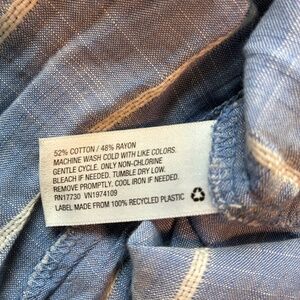 52% COTTON / 48% RAYON
MACHINE WASH COLD WITH LIKE COLORS.
GENTLE CYCLE. ONLY NON-CHLORINE
BLEACH IF NEEDED. TUMBLE DRY LOW.
REMOVE PROMPTLY. COOL IRON IF NEEDED.
RN17730 VN1974109
LABEL MADE FROM 100% RECYCLED PLASTIC